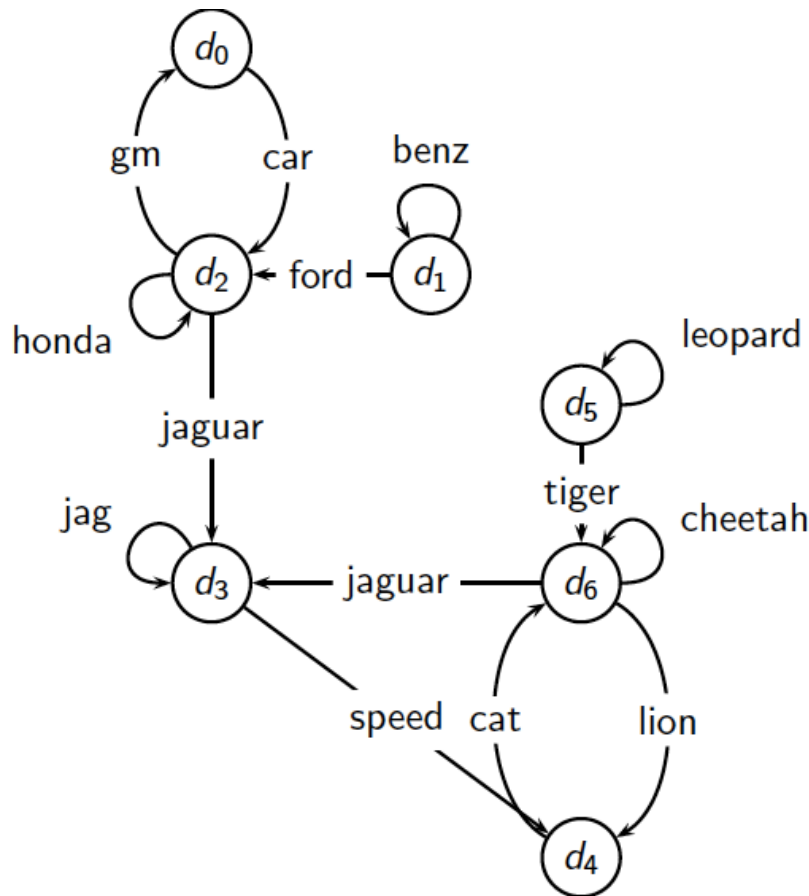 d0
gm
car
benz
d2
ford
d1
honda
leopard
d5
jaguar
tiger
jag
cheetah
d3
jaguar
d6
speed
cat
lion
d4